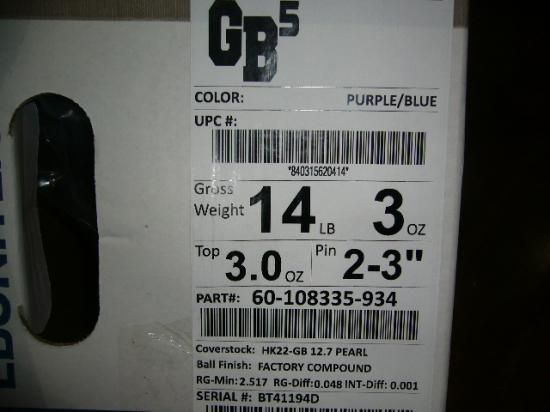 GB5
COLOR: PURPLE/BLUE
UPC #:
*840315620414*
Gross Weight 14 LB 3 OZ
Top 3.0 OZ Pin 2-3"
PART#: 60-108335-934
Coverstock: HK22-GB 12.7 PEARL
Ball Finish: FACTORY COMPOUND
RG-Min: 2.517 RG-Diff: 0.048 INT-Diff: 0.001
SERIAL #: BT41194D